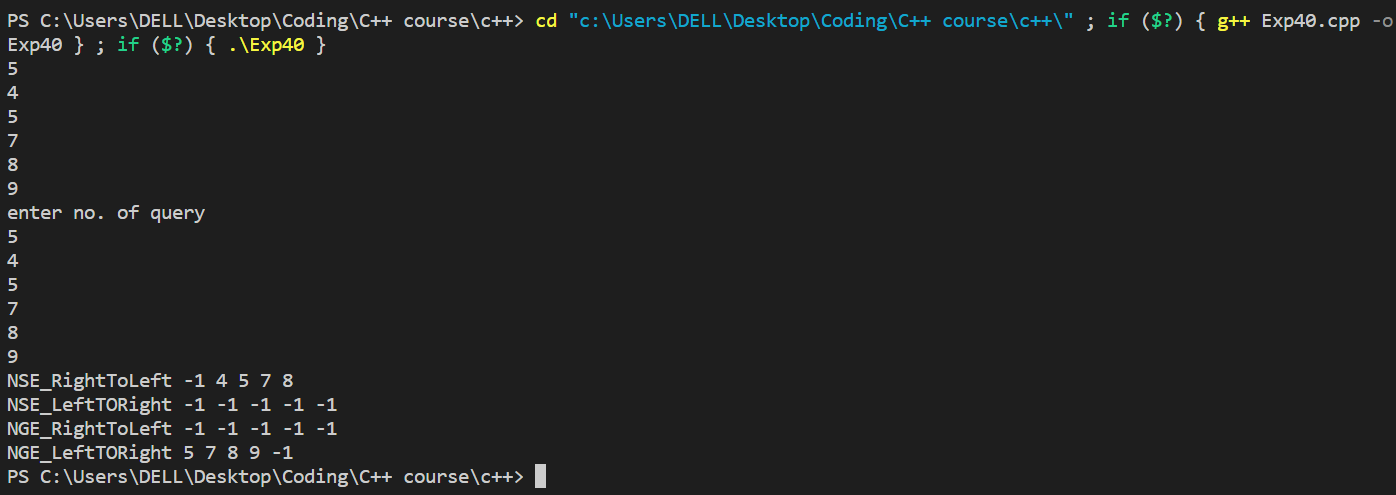 PS C:\Users\DELL\Desktop\Coding\C++ course\c++> cd "c:\Users\DELL\Desktop\Coding\C++ course\c++\" ; if ($?) { g++ Exp40.cpp -o
Exp40 } ; if ($?) { .\Exp40 }
5
4
5
7
8
9
enter no. of query
5
4
5
7
8
9
NSE_RightToLeft -1 4 5 7 8
NSE_LeftTORight -1 -1 -1 -1 -1
NGE_RightToLeft -1 -1 -1 -1 -1
NGE_LeftTORight 5 7 8 9 -1
PS C:\Users\DELL\Desktop\Coding\C++ course\c++>